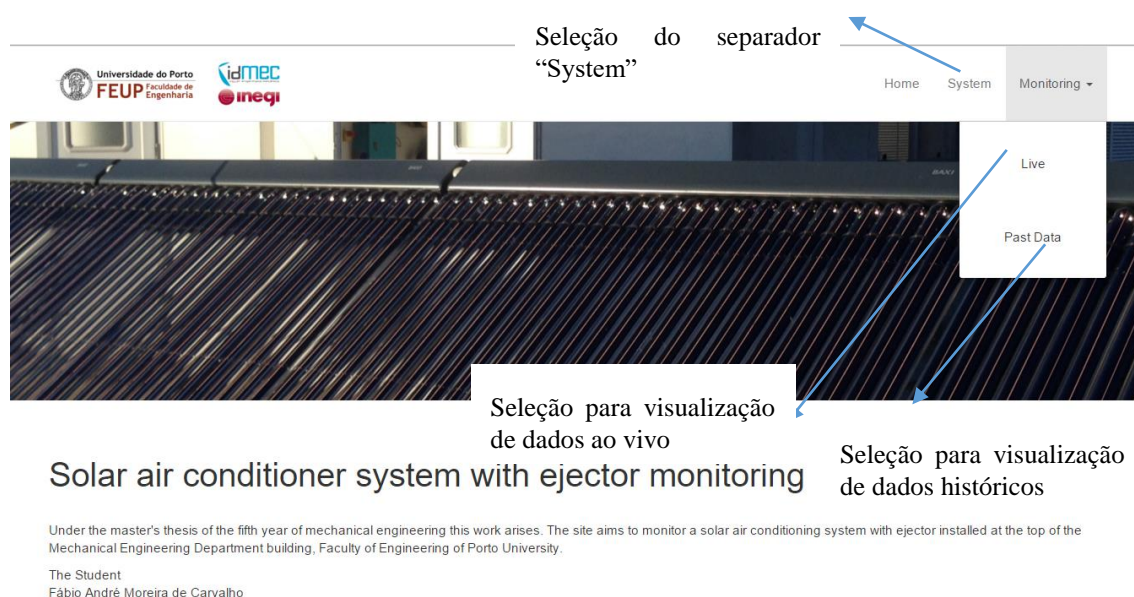 Seleção do separador
“System”
Universidade do Porto
FEUP Faculdade de
Engenharia
idmec
inegi
Home System Monitoring
Live
Past Data
BAXI
Seleção para visualização
de dados ao vivo
Seleção para visualização
de dados históricos
Solar air conditioner system with ejector monitoring
Under the master's thesis of the fifth year of mechanical engineering this work arises. The site aims to monitor a solar air conditioning system with ejector installed at the top of the
Mechanical Engineering Department building, Faculty of Engineering of Porto University.
The Student
Fábio André Moreira de Carvalho